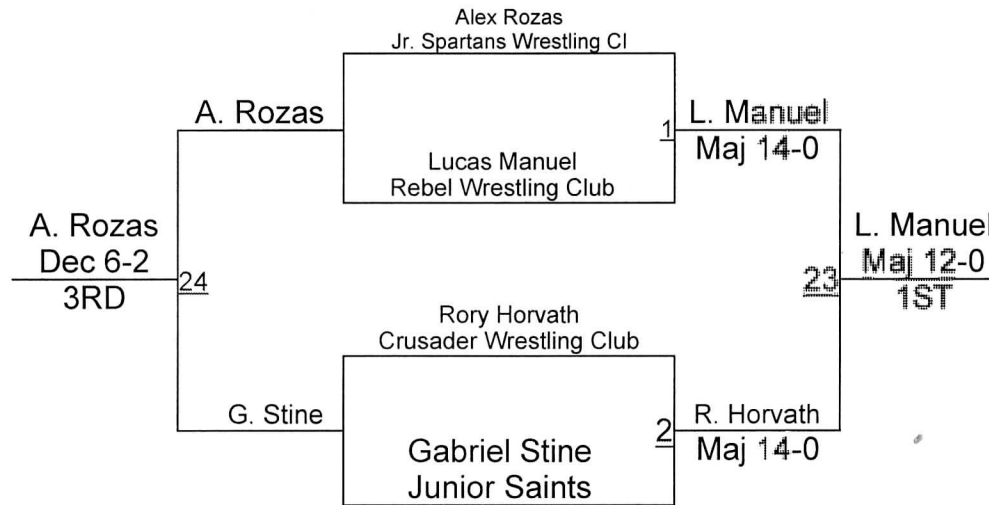 Alex Rozas
Jr. Spartans Wrestling Cl
A. Rozas
L. Manuel
1
Maj 14-0
Lucas Manuel
Rebel Wrestling Club
A. Rozas
Dec 6-2
24
3RD
L. Manuel
Maj 12-0
23
1ST
Rory Horvath
Crusader Wrestling Club
G. Stine
R. Horvath
2
Maj 14-0
Gabriel Stine
Junior Saints